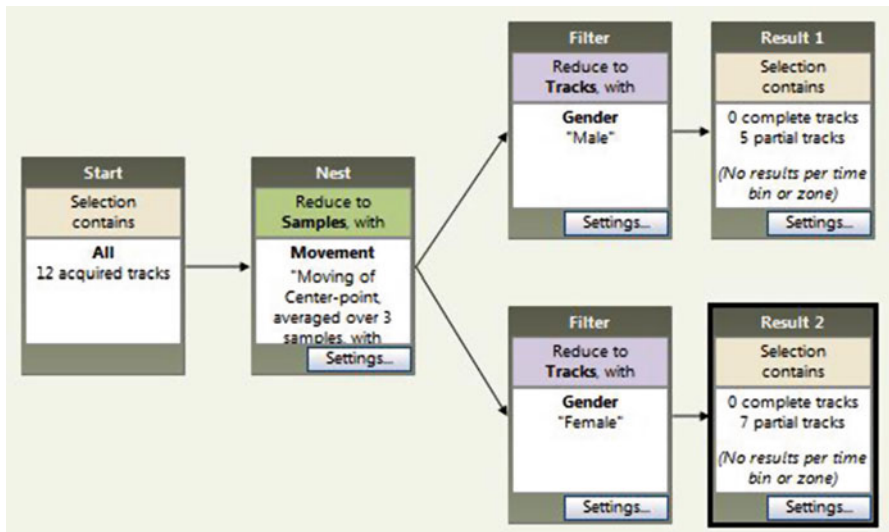 Start
Selection
contains
All
12 acquired tracks
Nest
Reduce to
Samples, with
Movement
"Moving of
Center-point,
averaged over 3
samples, with
Settings...
Filter
Reduce to
Tracks, with
Gender
"Male"
Settings...
Result 1
Selection
contains
0 complete tracks
5 partial tracks
(No results per time
bin or zone)
Settings...
Filter
Reduce to
Tracks, with
Gender
"Female"
Settings...
Result 2
Selection
contains
0 complete tracks
7 partial tracks
(No results per time
bin or zone)
Settings...